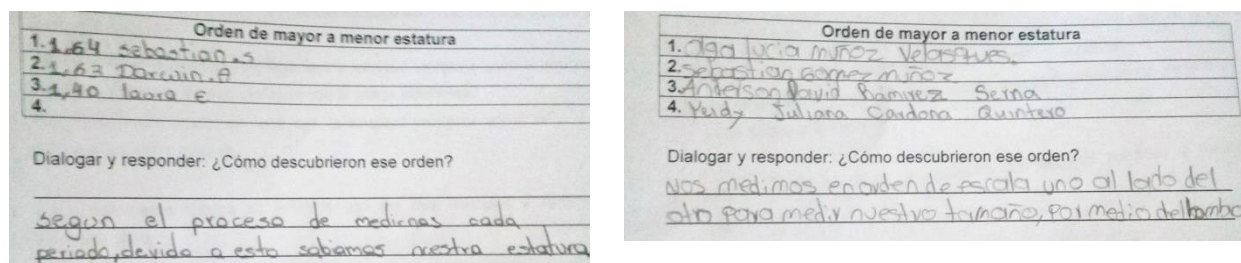 Orden de mayor a menor estatura
1. 1,64 sebastian.s
2. 1,63 Darwin.A
3. 1,40 laura E
4.
Dialogar y responder: ¿Cómo descubrieron ese orden?
segun el proceso de medirnos cada
periado, devido a esto sabiamos nuestra estatura
Orden de mayor a menor estatura
1. Olga lucia muñoz Velasques.
2. Sebastian gomez muñoz
3. Anderson David Ramirez Serna
4. Yeidy Juliana Cardona Quintero
Dialogar y responder: ¿Cómo descubrieron ese orden?
Nos medimos en orden de escala uno al lado del
otro para medir nuestro tamaño, por medio del hombro